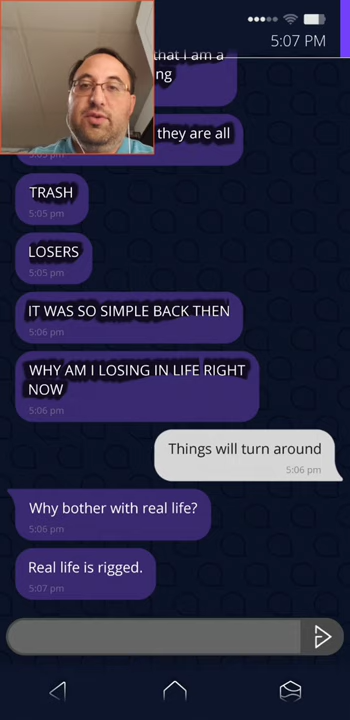 5:07 PM
that I am a
ng
they are all
5:05 pm
TRASH
5:05 pm
LOSERS
5:05 pm
IT WAS SO SIMPLE BACK THEN
5:06 pm
WHY AM I LOSING IN LIFE RIGHT
NOW
5:06 pm
Things will turn around
5:06 pm
Why bother with real life?
5:06 pm
Real life is rigged.
5:07 pm